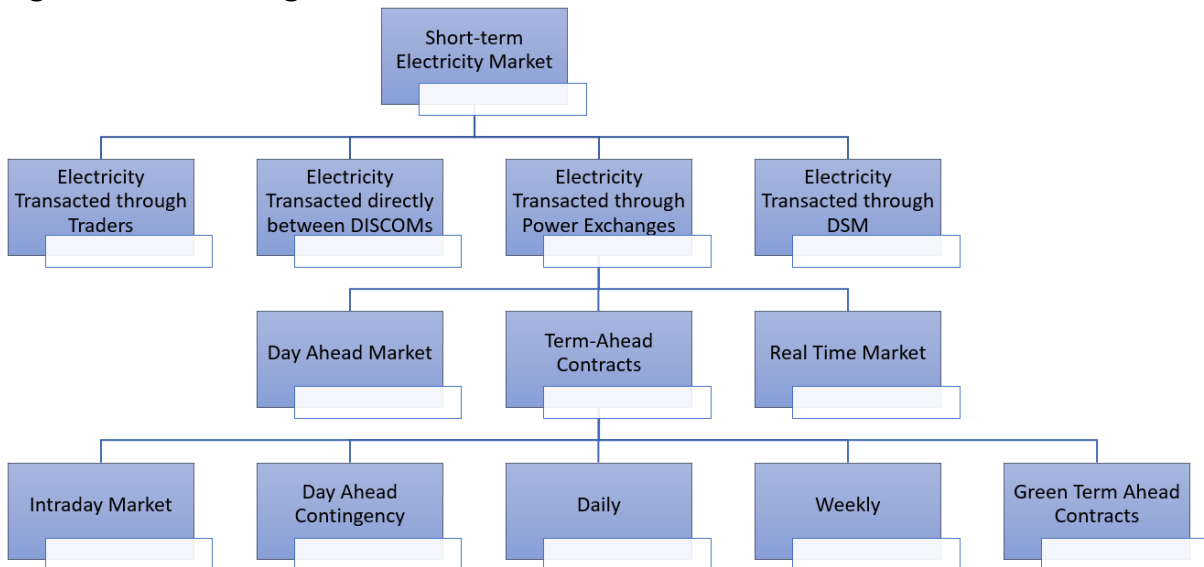 Short-term
Electricity Market
Electricity
Transacted through
Traders
Electricity
Transacted directly
between DISCOMs
Electricity
Transacted through
Power Exchanges
Electricity
Transacted through
DSM
Day Ahead Market
Term-Ahead
Contracts
Real Time Market
Intraday Market
Day Ahead
Contingency
Daily
Weekly
Green Term Ahead
Contracts